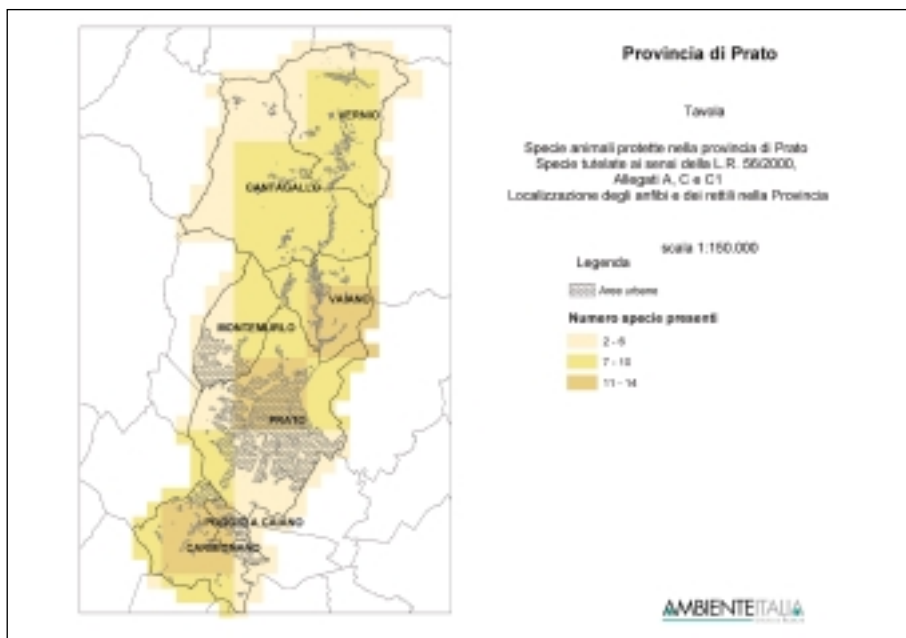 Provincia di Prato
Tavola
Specie animali protette nella provincia di Prato
Specie tutelate ai sensi della L.R. 56/2000,
Allegati A, C e C1
Localizzazione degli anfibi e dei rettili nella Provincia
scala 1:150.000
Legenda
Aree urbane
Numero specie presenti
2 - 6
7 - 10
11 - 14
VERNIO
CANTAGALLO
VAIANO
MONTEMURLO
PRATO
POGGIO A CAIANO
CARMIGNANO
AMBIENTEITALIA